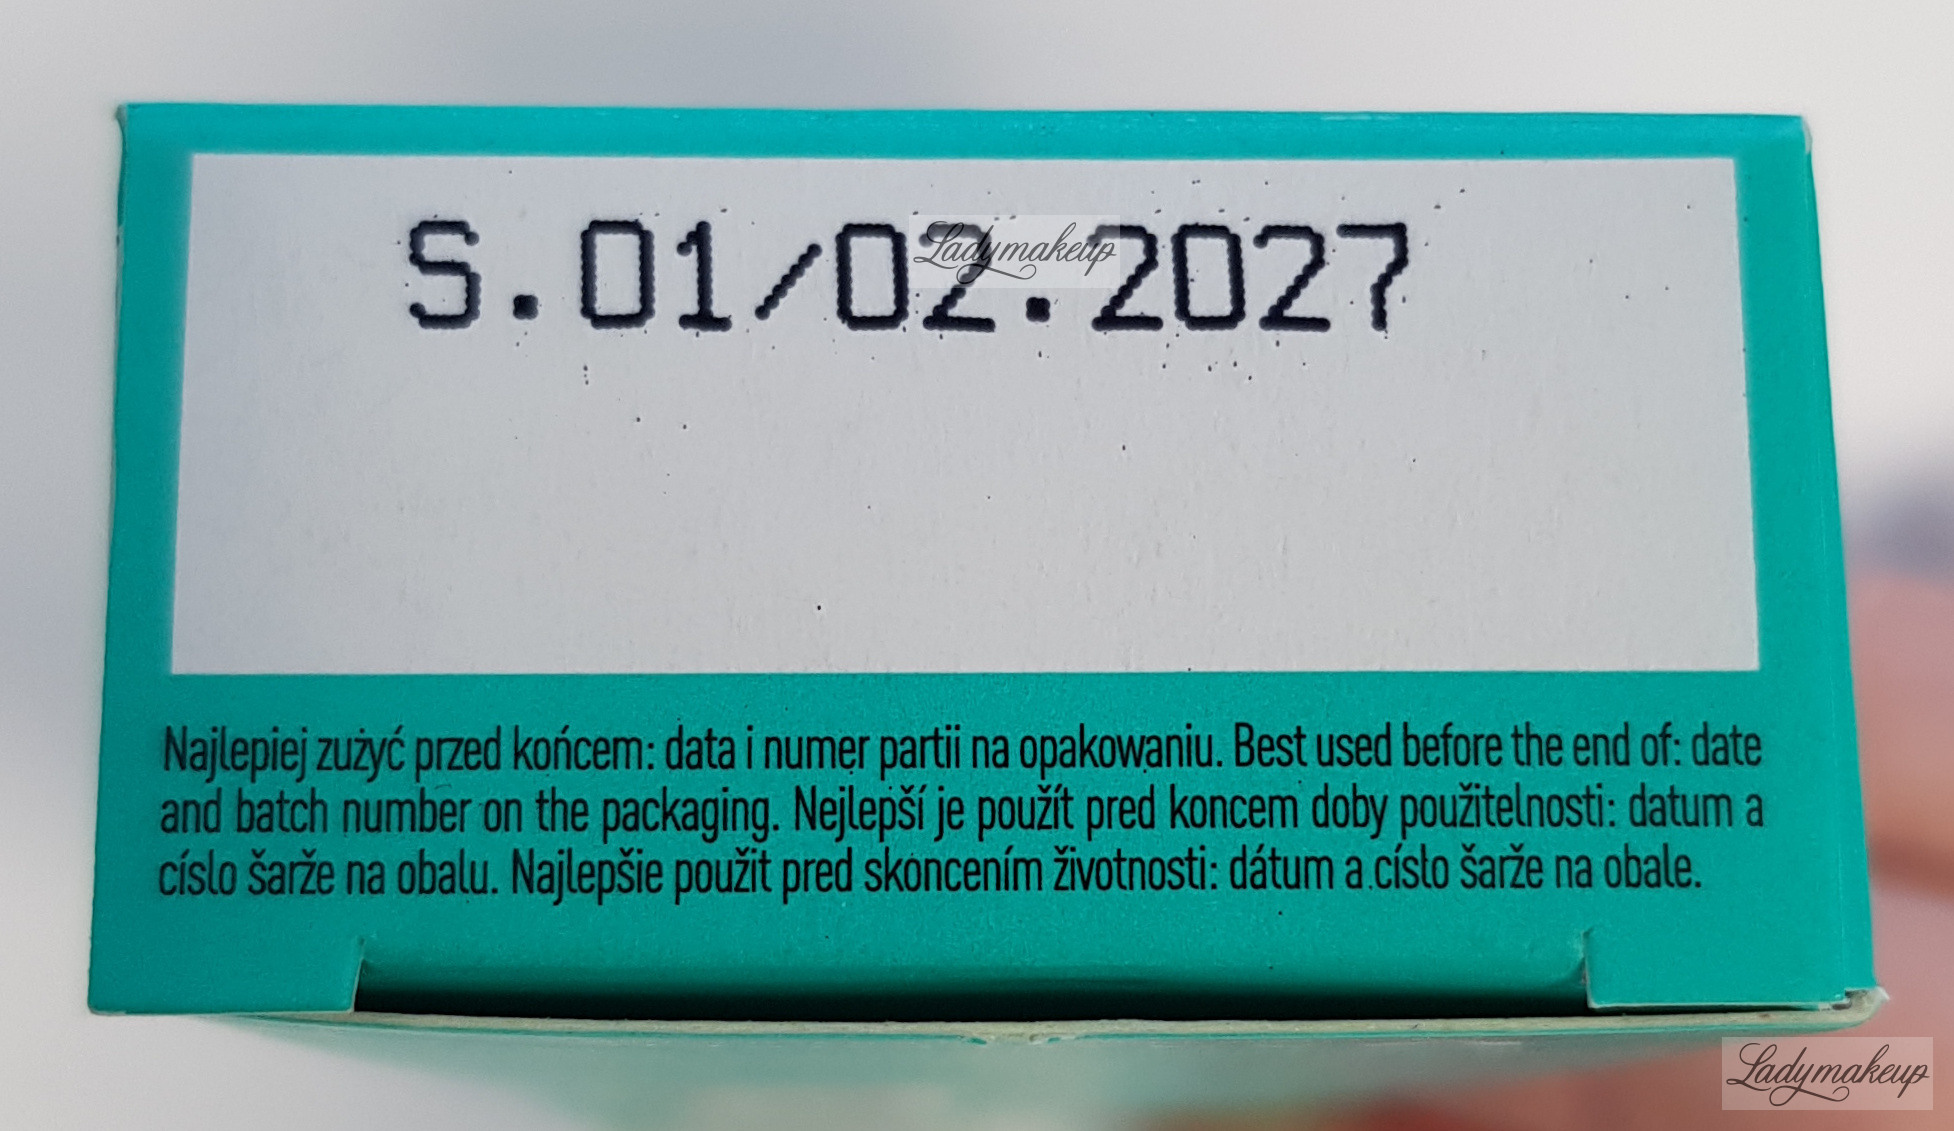 S.01/02.2027
Ladymakeup
Najlepiej zużyć przed końcem: data i numer partii na opakowaniu. Best used before the end of: date
and batch number on the packaging. Nejlepší je použít pred koncem doby použitelnosti: datum a
císlo šarže na obalu. Najlepšie použit pred skoncením životnosti: dátum a císlo šarže na obale.
Ladymakeup